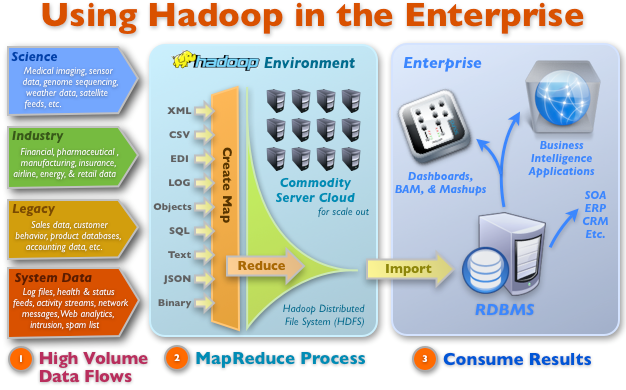 Using Hadoop in the Enterprise
Science
Medical imaging, sensor
data, genome sequencing,
weather data, satellite
feeds, etc.
Industry
Financial, pharmaceutical ,
manufacturing, insurance,
airline, energy, & retail data
Legacy
Sales data, customer
behavior, product databases,
accounting data, etc.
System Data
Log files, health & status
feeds, activity streams, network
messages, Web analytics,
intrusion, spam list
1 High Volume
Data Flows
hadoop Environment
XML
CSV
EDI
LOG
Objects
SQL
Text
JSON
Binary
Create Map
Commodity
Server Cloud
for scale out
Reduce
Hadoop Distributed
File System (HDFS)
2 MapReduce Process
Import
Enterprise
Dashboards,
BAM, & Mashups
Business
Intelligence
Applications
SOA
ERP
CRM
Etc.
RDBMS
3 Consume Results